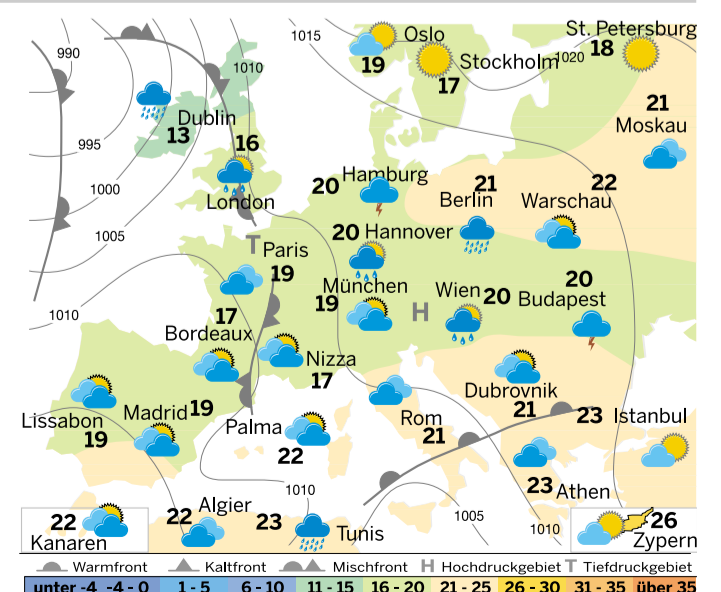 990
995
1000
1005
1010
1010
1015
1020
Oslo
19
Stockholm
17
St. Petersburg
18
21
Moskau
Dublin
13
16
London
20 Hamburg
21
Berlin
22
Warschau
20 Hannover
T Paris
19
München
19
H
Wien 20
20
Budapest
17
Bordeaux
Nizza
17
Lissabon
19
Madrid 19
Palma
22
Rom
21
Dubrovnik
21
23 Istanbul
23 Athen
22
Kanaren
22 Algier
23
Tunis
1010
1005
1010
26
Zypern
Warmfront Kaltfront Mischfront H Hochdruckgebiet T Tiefdruckgebiet
unter -4 -4 - 0 1 - 5 6 - 10 11 - 15 16 - 20 21 - 25 26 - 30 31 - 35 über 35